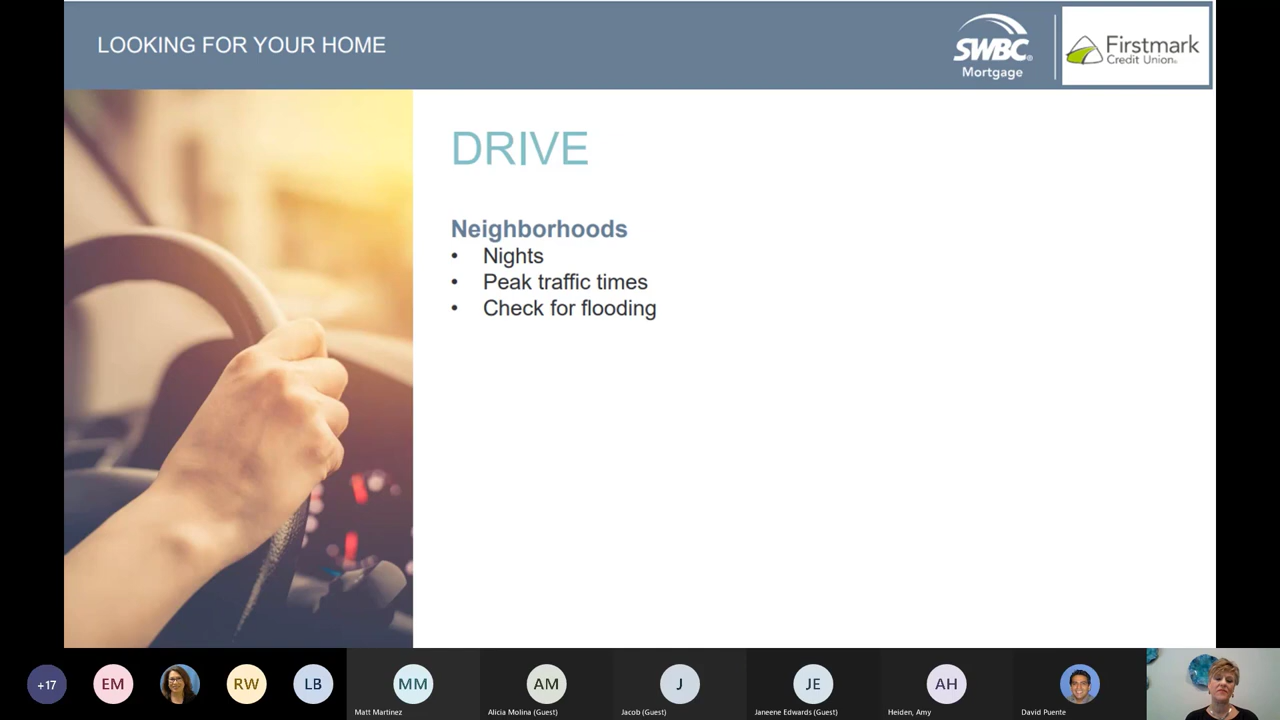 LOOKING FOR YOUR HOME
SWBC®
Mortgage
Firstmark
Credit Union®
DRIVE
Neighborhoods
• Nights
• Peak traffic times
• Check for flooding
+17
EM
RW
LB
MM
Matt Martinez
AM
Alicia Molina (Guest)
J
Jacob (Guest)
JE
Janeene Edwards (Guest)
AH
Heiden, Amy
David Puente